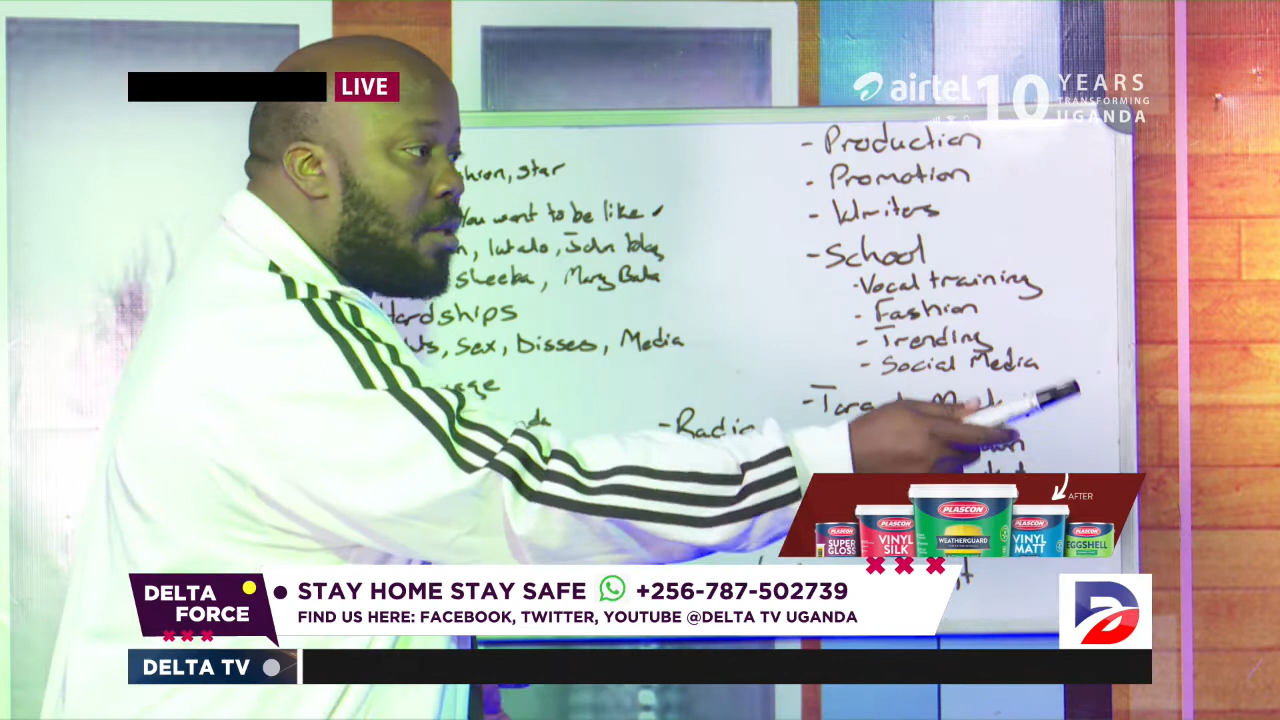 LIVE
airtel 10 YEARS
TRANSFORMING
UGANDA
, star
You want to be like ✓
, John
sheeba, Mary
Hardships
, Sex, Disses, Media
- Radio
- Production
- Promotion
- Writers
- School
- Vocal training
- Fashion
- Trending
- Social Media
AFTER
PLASCON
PLASCON
PLASCON
PLASCON
PLASCON
SUPER GLOSS
VINYL SILK
WEATHERGUARD
VINYL MATT
EGGSHELL
DELTA FORCE
STAY HOME STAY SAFE +256-787-502739
FIND US HERE: FACEBOOK, TWITTER, YOUTUBE @DELTA TV UGANDA
DELTA TV